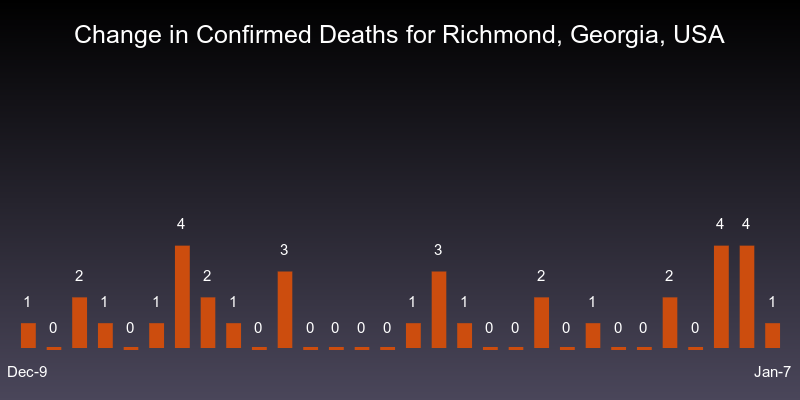 Change in Confirmed Deaths for Richmond, Georgia, USA
1 0 2 1 0 1 4 2 1 0 3 0 0 0 0 1 3 1 0 0 2 0 1 0 0 2 0 4 4 1
Dec-9 Jan-7